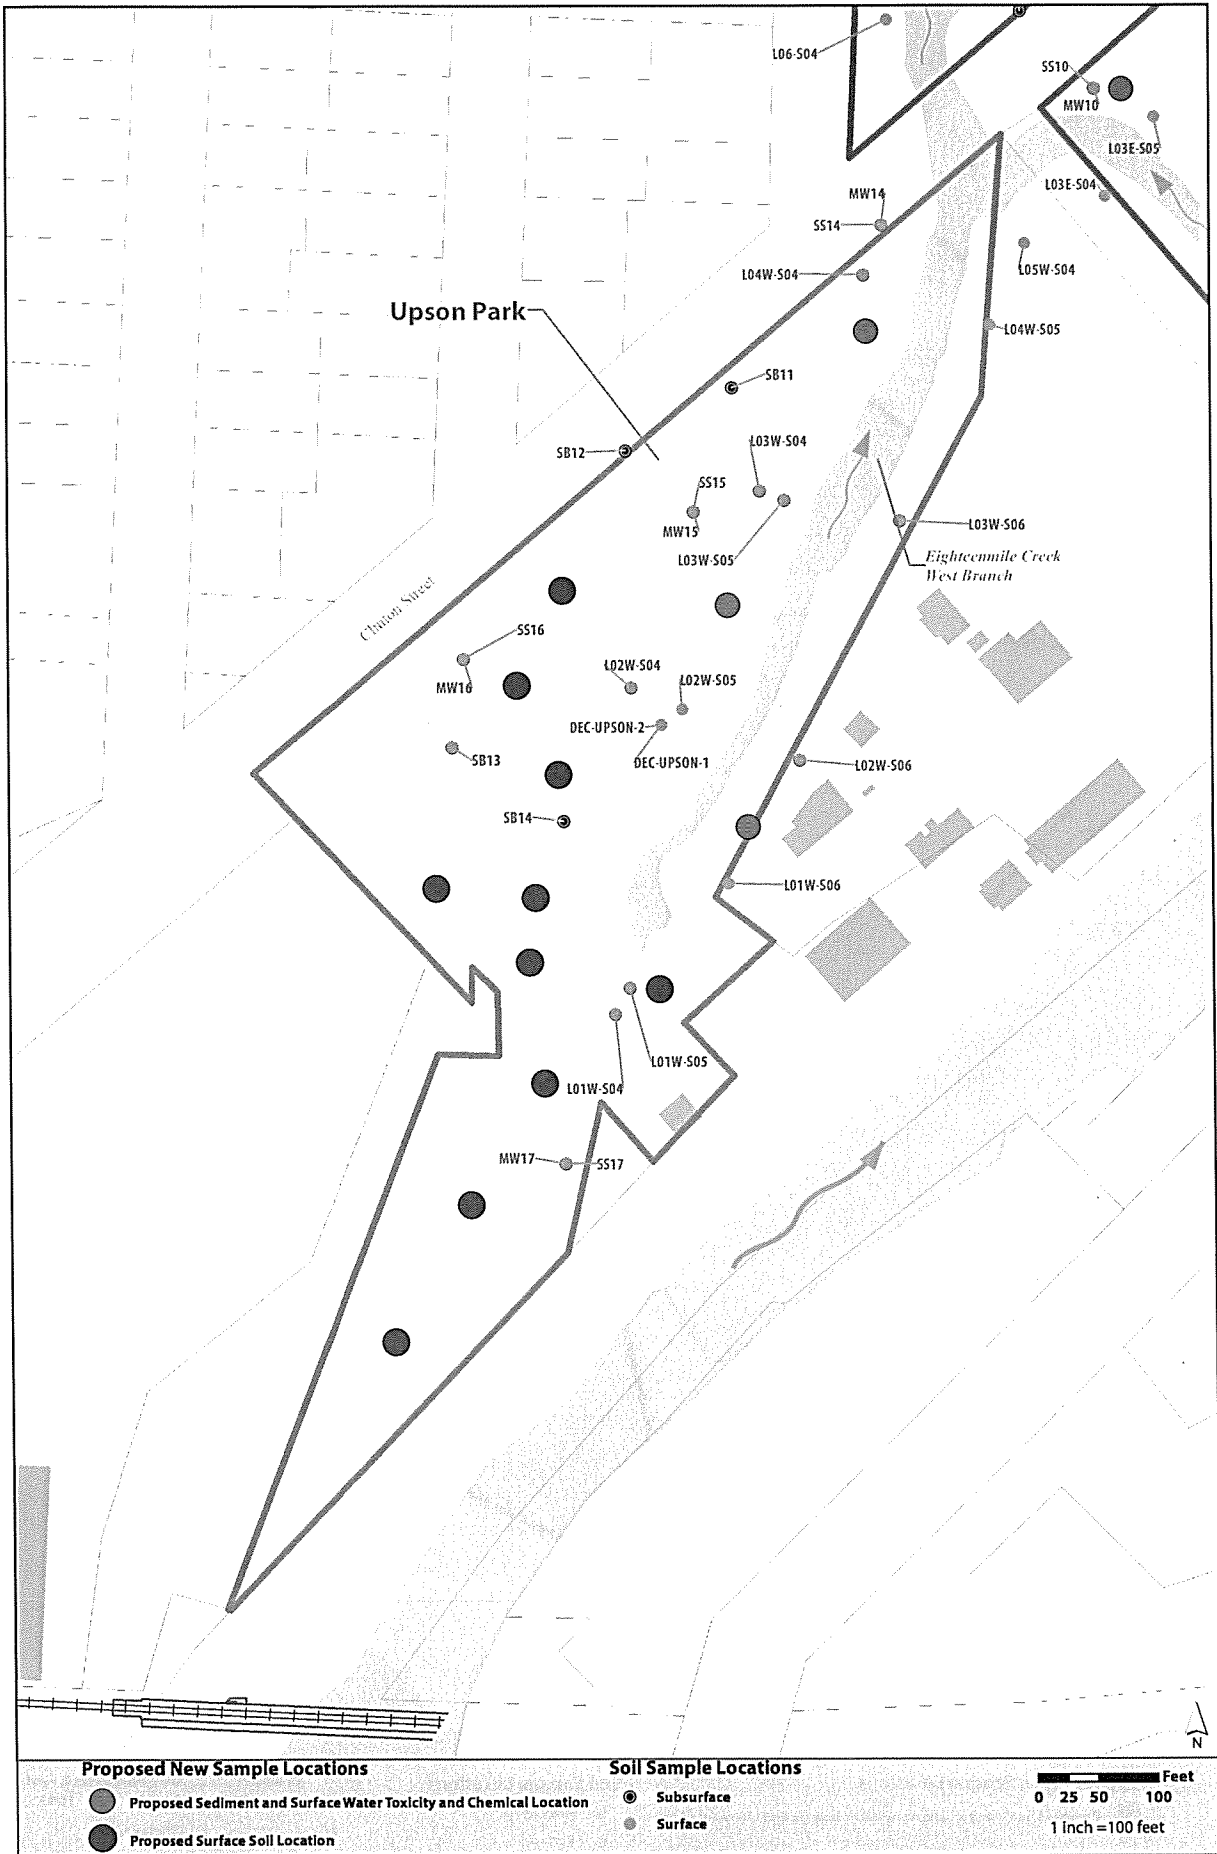 L06-S04
SS10
MW10
L03E-S05
L03E-S04
MW14
SS14
L05W-S04
L04W-S04
Upson Park
L04W-S05
SB11
L03W-S04
SB12
SS15
L03W-S06
MW15
L03W-S05
Eighteenmile Creek
West Branch
Clinton Street
SS16
L02W-S04
L02W-S05
MW16
DEC-UPSON-2
SB13
DEC-UPSON-1
L02W-S06
SB14
L01W-S06
L01W-S05
L01W-S04
MW17
SS17
N
Proposed New Sample Locations
Proposed Sediment and Surface Water Toxicity and Chemical Location
Proposed Surface Soil Location
Soil Sample Locations
Subsurface
Surface
Feet
0 25 50 100
1 inch =100 feet